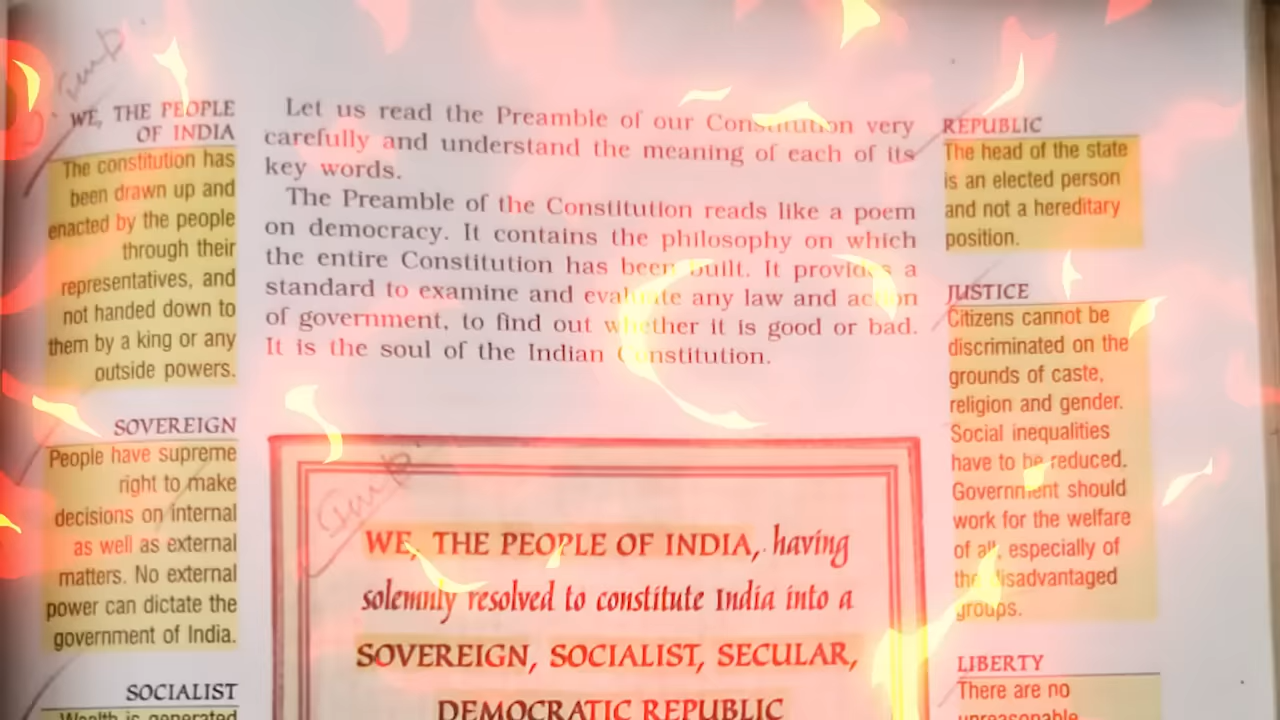 Imp
WE, THE PEOPLE
OF INDIA
The constitution has
been drawn up and
enacted by the people
through their
representatives, and
not handed down to
them by a king or any
outside powers.
SOVEREIGN
People have supreme
right to make
decisions on internal
as well as external
matters. No external
power can dictate the
government of India.
SOCIALIST
Wealth is generated
Let us read the Preamble of our Constitution very
carefully and understand the meaning of each of its
key words.
The Preamble of the Constitution reads like a poem
on democracy. It contains the philosophy on which
the entire Constitution has been built. It provides a
standard to examine and evaluate any law and action
of government, to find out whether it is good or bad.
It is the soul of the Indian Constitution.
Imp
WE, THE PEOPLE OF INDIA, having
solemnly resolved to constitute India into a
SOVEREIGN, SOCIALIST, SECULAR,
DEMOCRATIC REPUBLIC
REPUBLIC
The head of the state
is an elected person
and not a hereditary
position.
JUSTICE
Citizens cannot be
discriminated on the
grounds of caste,
religion and gender.
Social inequalities
have to be reduced.
Government should
work for the welfare
of all, especially of
the disadvantaged
groups.
LIBERTY
There are no
unreasonable